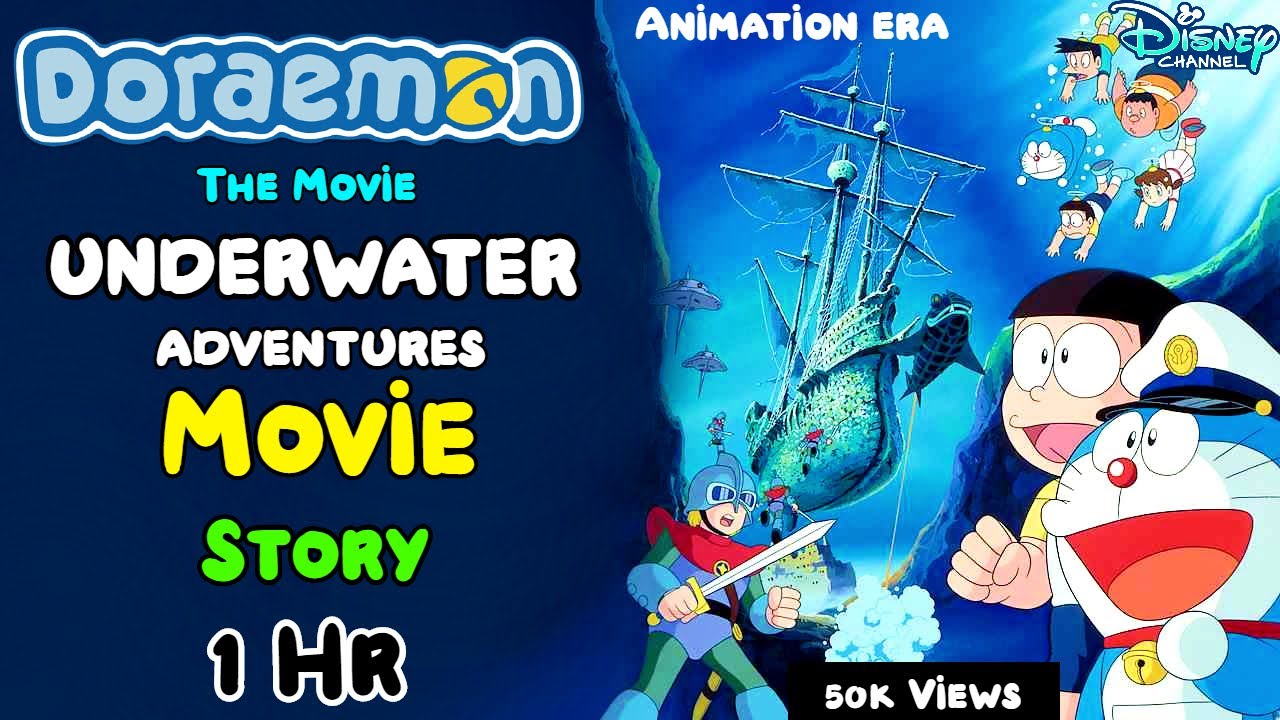 Doraemon
The Movie
UNDERWATER
ADVENTURES
Movie
Story
1 Hr
Animation era
Disney
CHANNEL
50K Views